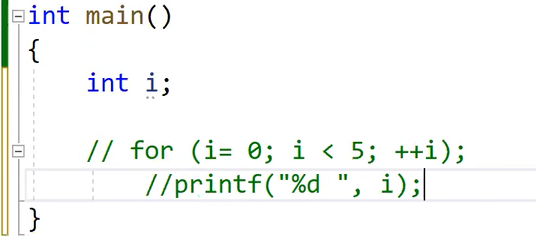 int main()
{
int i;
// for (i= 0; i < 5; ++i);
//printf("%d ", i);
}